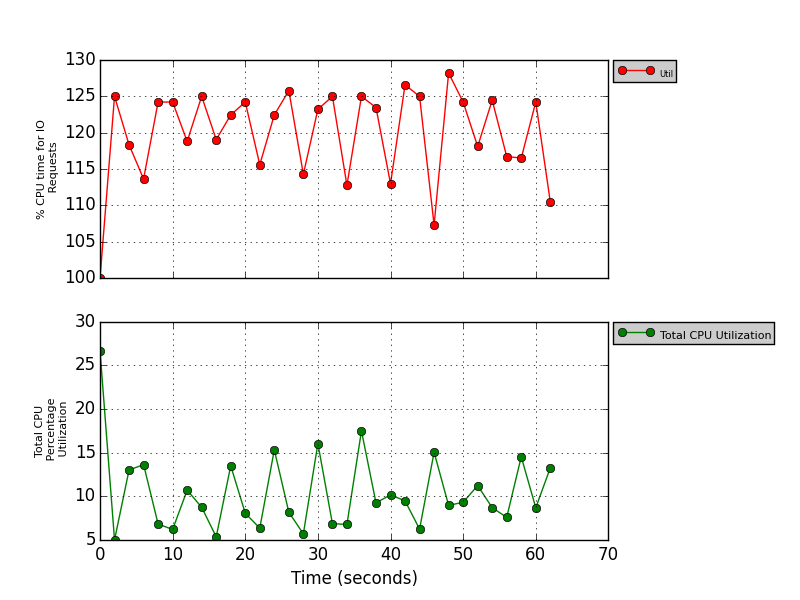 130
125
120
115
110
105
100
% CPU time for IO
Requests
Util
30
25
20
15
10
5
Total CPU
Percentage
Utilization
Total CPU Utilization
0 10 20 30 40 50 60 70
Time (seconds)